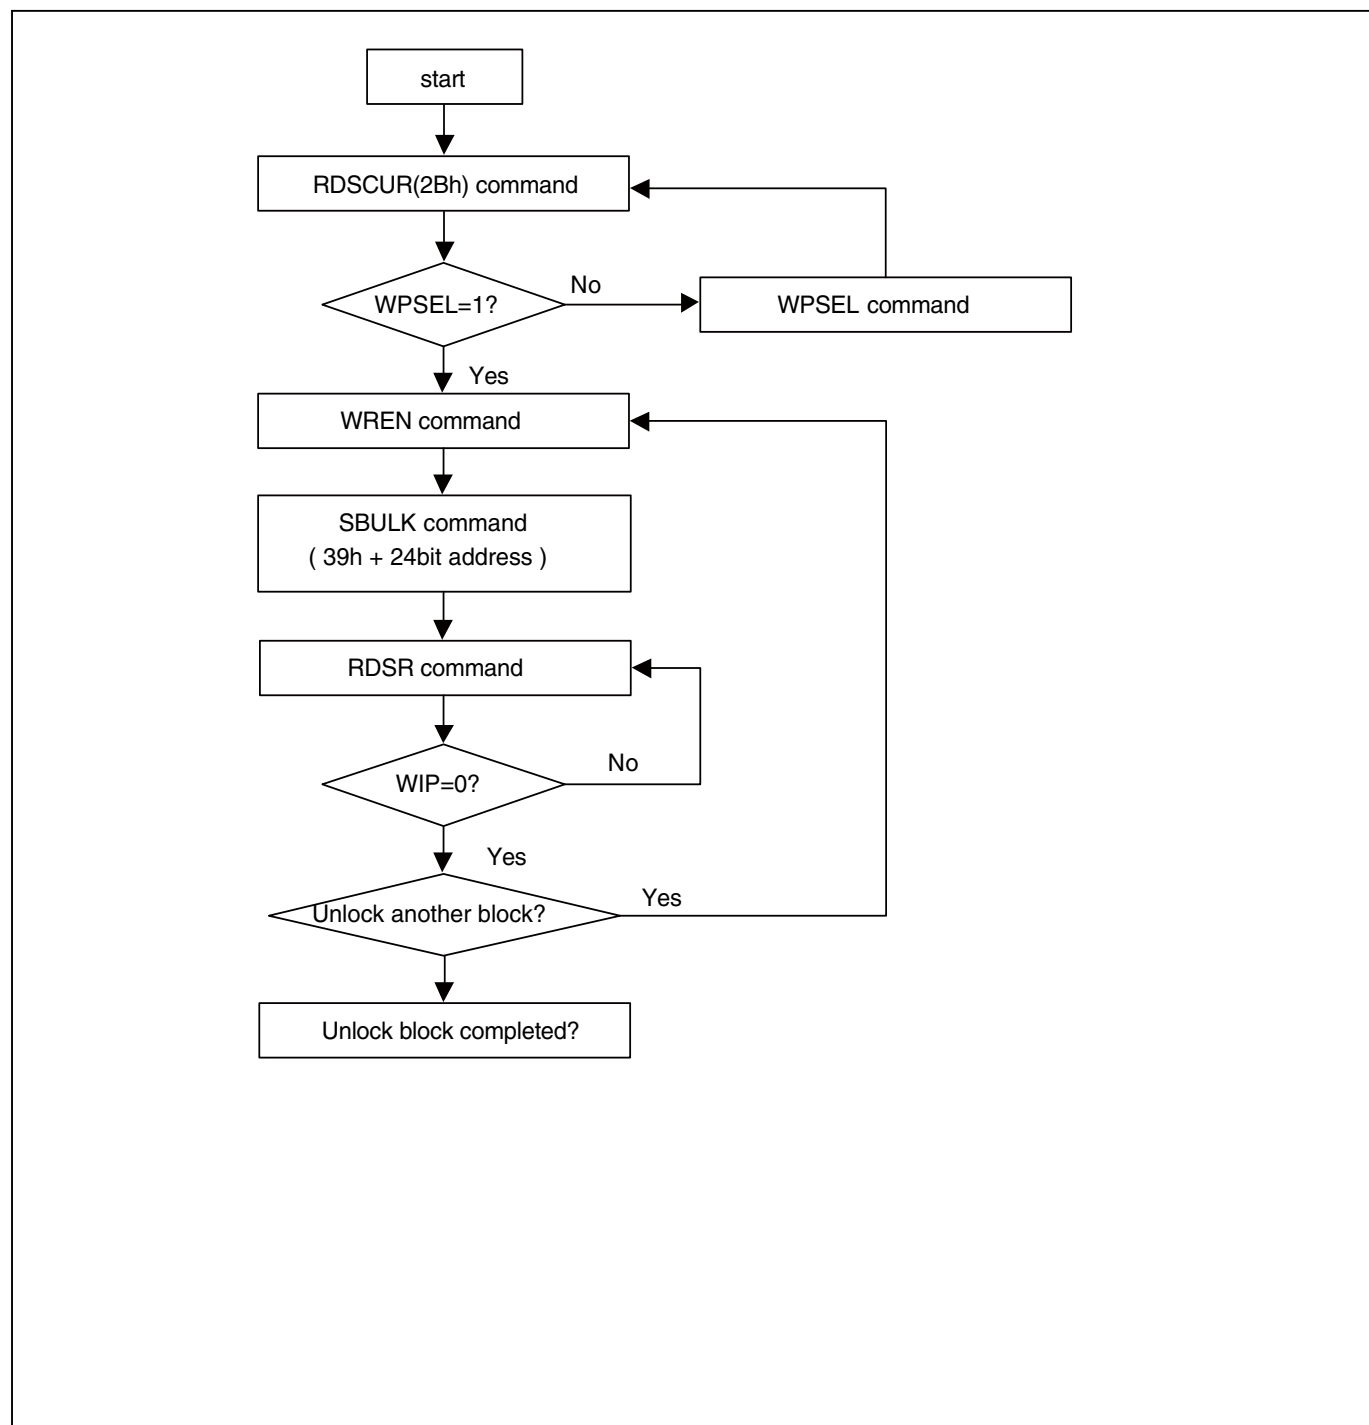 start
RDSCUR(2Bh) command
WPSEL=1?
No
WPSEL command
Yes
WREN command
SBULK command
( 39h + 24bit address )
RDSR command
WIP=0?
No
Yes
Unlock another block?
Yes
Unlock block completed?